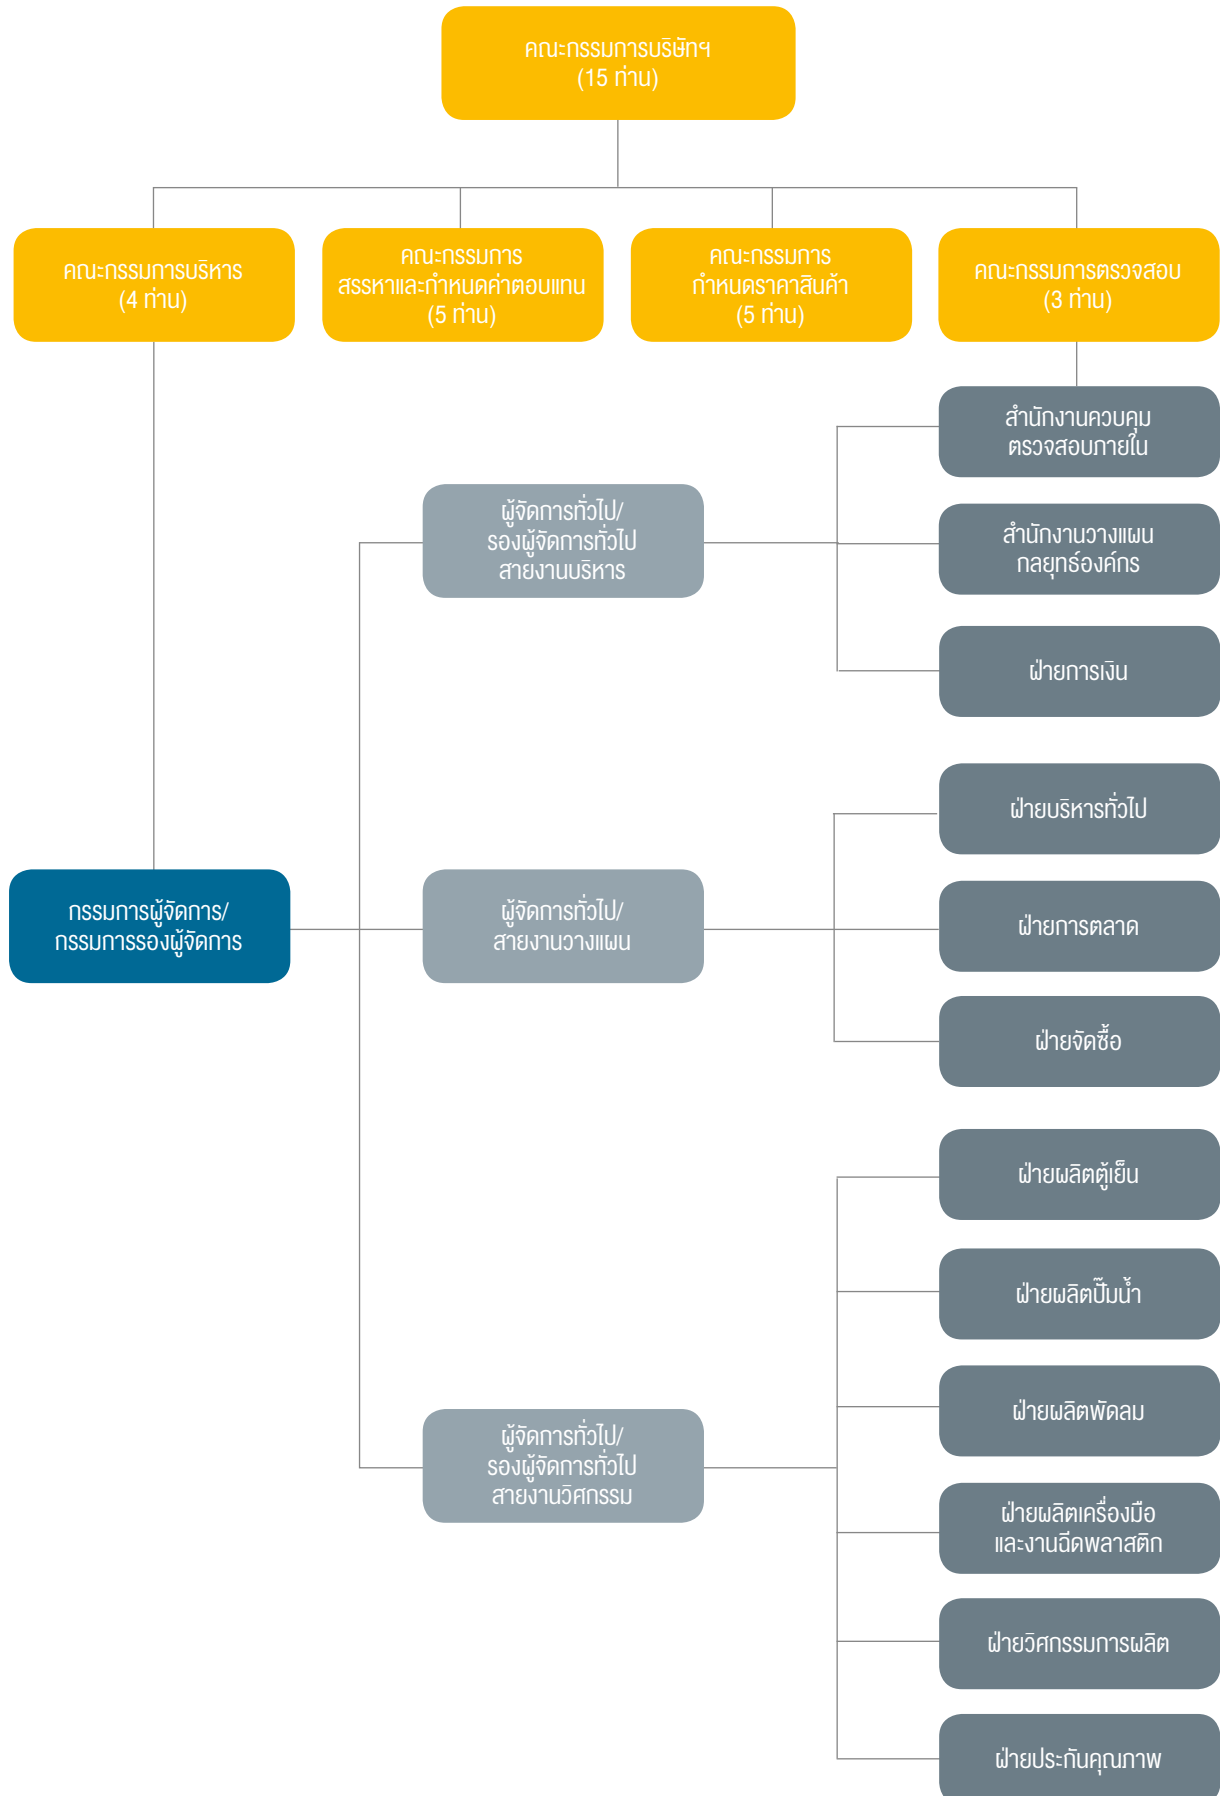 คณะกรรมการบริษัทฯ
(15 ท่าน)
คณะกรรมการบริหาร
(4 ท่าน)
คณะกรรมการ
สรรหาและกำหนดค่าตอบแทน
(5 ท่าน)
คณะกรรมการ
กำหนดราคาสินค้า
(5 ท่าน)
คณะกรรมการตรวจสอบ
(3 ท่าน)
สำนักงานควบคุม
ตรวจสอบภายใน
ผู้จัดการทั่วไป/
รองผู้จัดการทั่วไป
สายงานบริหาร
สำนักงานวางแผน
กลยุทธ์องค์กร
ฝ่ายการเงิน
ฝ่ายบริหารทั่วไป
กรรมการผู้จัดการ/
กรรมการรองผู้จัดการ
ผู้จัดการทั่วไป/
สายงานวางแผน
ฝ่ายการตลาด
ฝ่ายจัดซื้อ
ฝ่ายผลิตตู้เย็น
ฝ่ายผลิตปั๊มน้ำ
ฝ่ายผลิตพัดลม
ผู้จัดการทั่วไป/
รองผู้จัดการทั่วไป
สายงานวิศกรรม
ฝ่ายผลิตเครื่องมือ
และงานฉีดพลาสติก
ฝ่ายวิศกรรมการผลิต
ฝ่ายประกันคุณภาพ